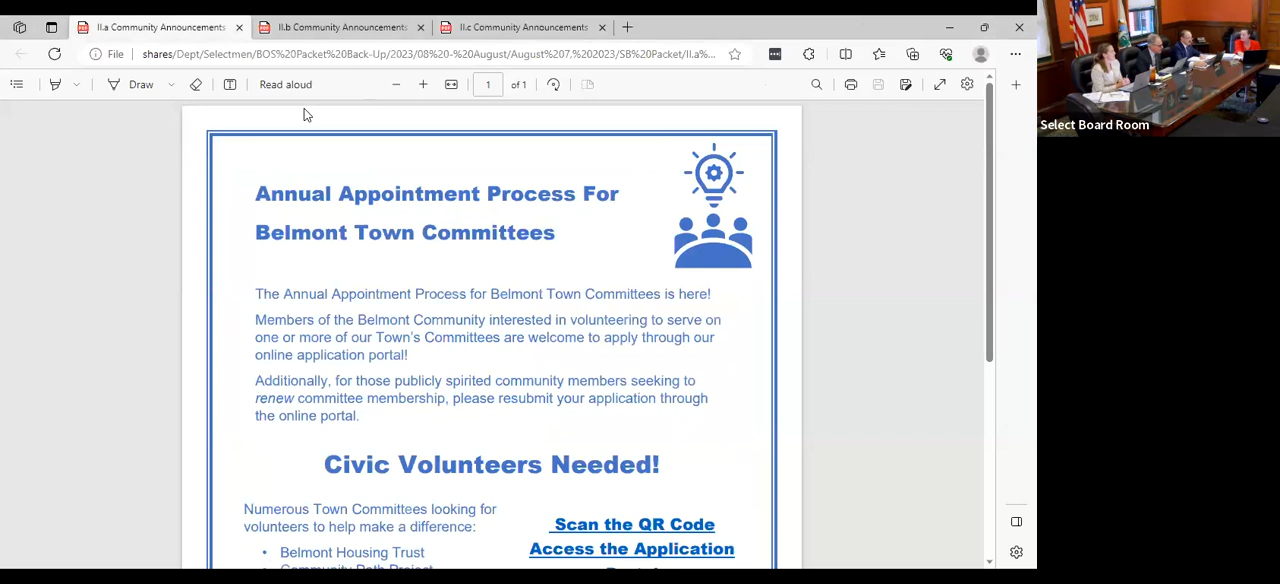 II.a Community Announcements
II.b Community Announcements
II.c Community Announcements
File
shares/Dept/Selectmen/BOS%20Packet%20Back-Up/2023/08%20-%20August/August%207,%202023/SB%20Packet/II.a%...
Draw
Read aloud
1
of 1
Select Board Room
Annual Appointment Process For
Belmont Town Committees
The Annual Appointment Process for Belmont Town Committees is here!
Members of the Belmont Community interested in volunteering to serve on
one or more of our Town's Committees are welcome to apply through our
online application portal!
Additionally, for those publicly spirited community members seeking to
renew committee membership, please resubmit your application through
the online portal.
Civic Volunteers Needed!
Numerous Town Committees looking for
volunteers to help make a difference:
• Belmont Housing Trust
• Community Path Project
Scan the QR Code
Access the Application